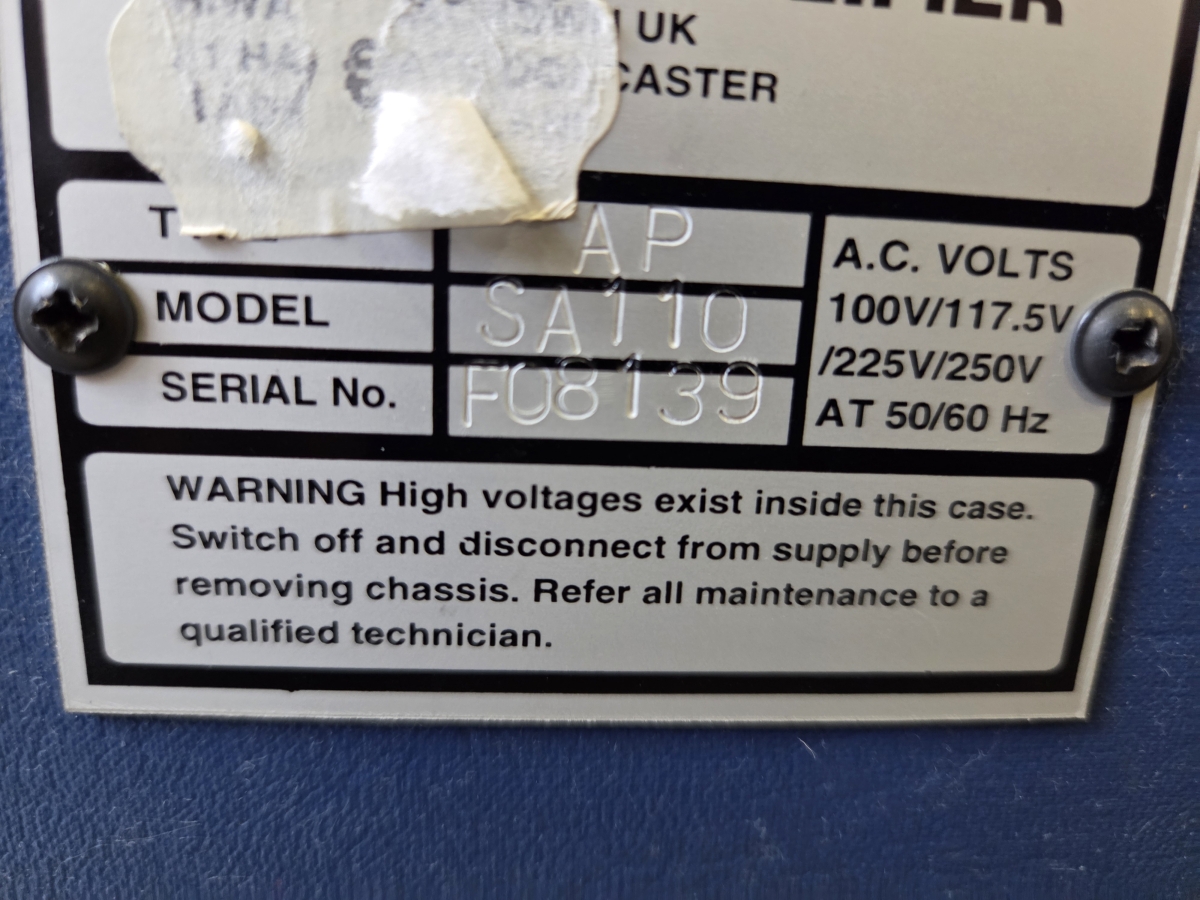 UK
CASTER
AP
MODEL SA110
SERIAL No. F08139
A.C. VOLTS
100V/117.5V
/225V/250V
AT 50/60 Hz
WARNING High voltages exist inside this case.
Switch off and disconnect from supply before
removing chassis. Refer all maintenance to a
qualified technician.